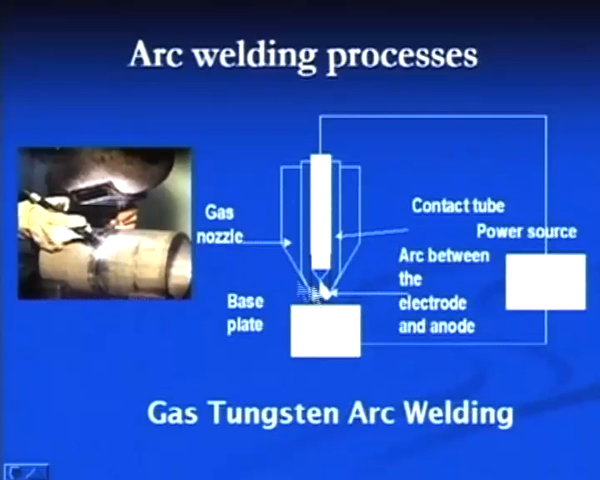 Arc welding processes
Gas
nozzle
Contact tube
Power source
Arc between
the
electrode
and anode
Base
plate
Gas Tungsten Arc Welding